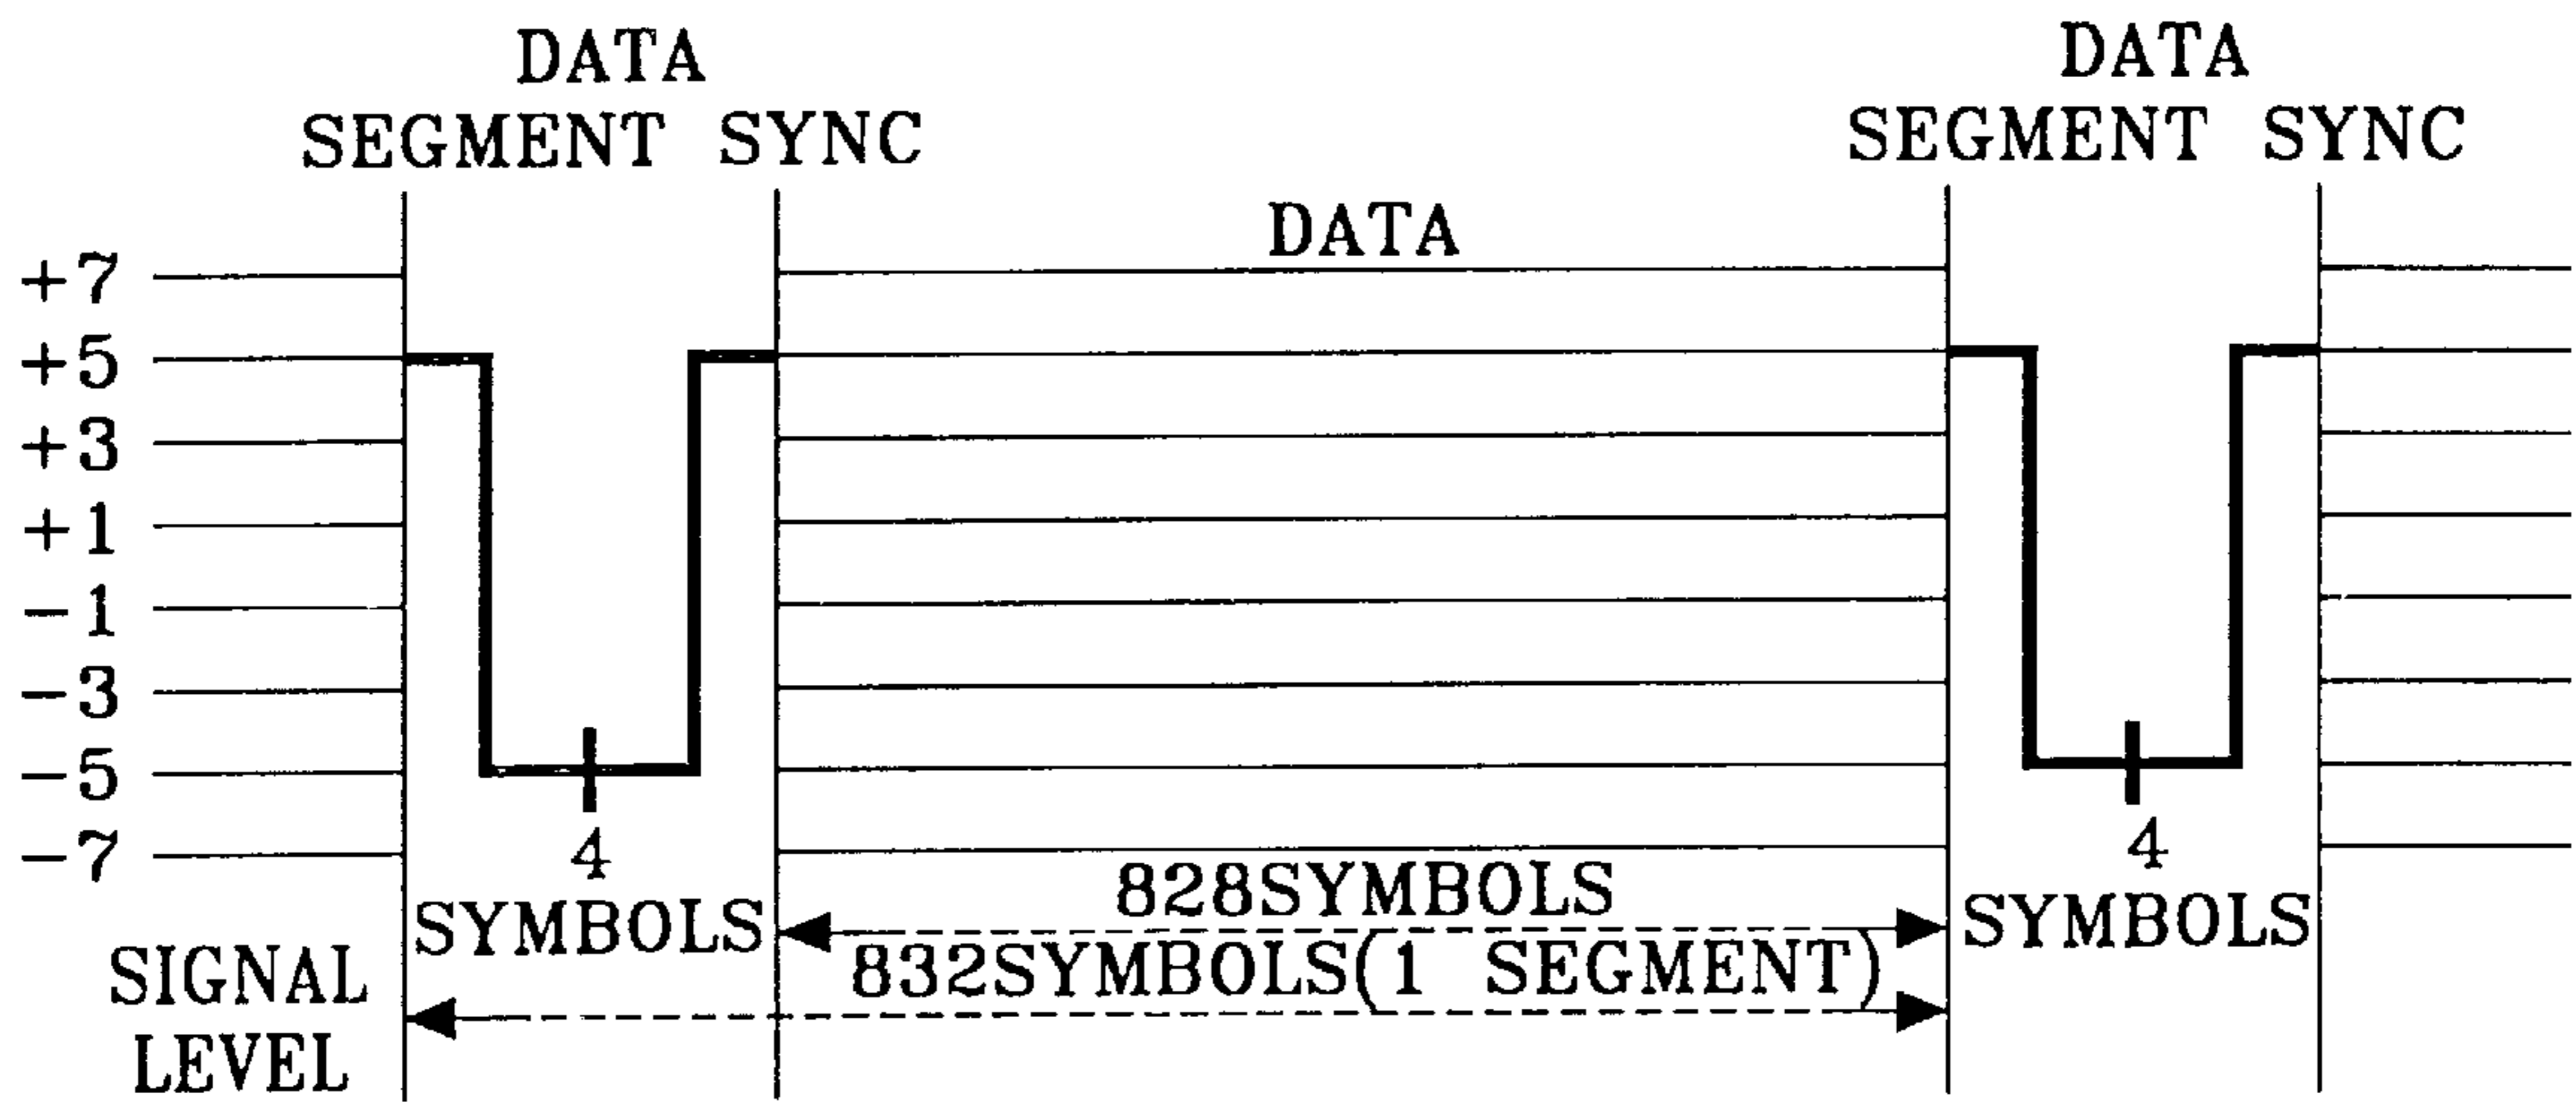 DATA
SEGMENT SYNC
DATA
SEGMENT SYNC
DATA
+7
+5
+3
+1
-1
-3
-5
-7
4
SYMBOLS
828SYMBOLS
4
SYMBOLS
832SYMBOLS(1 SEGMENT)
SIGNAL
LEVEL